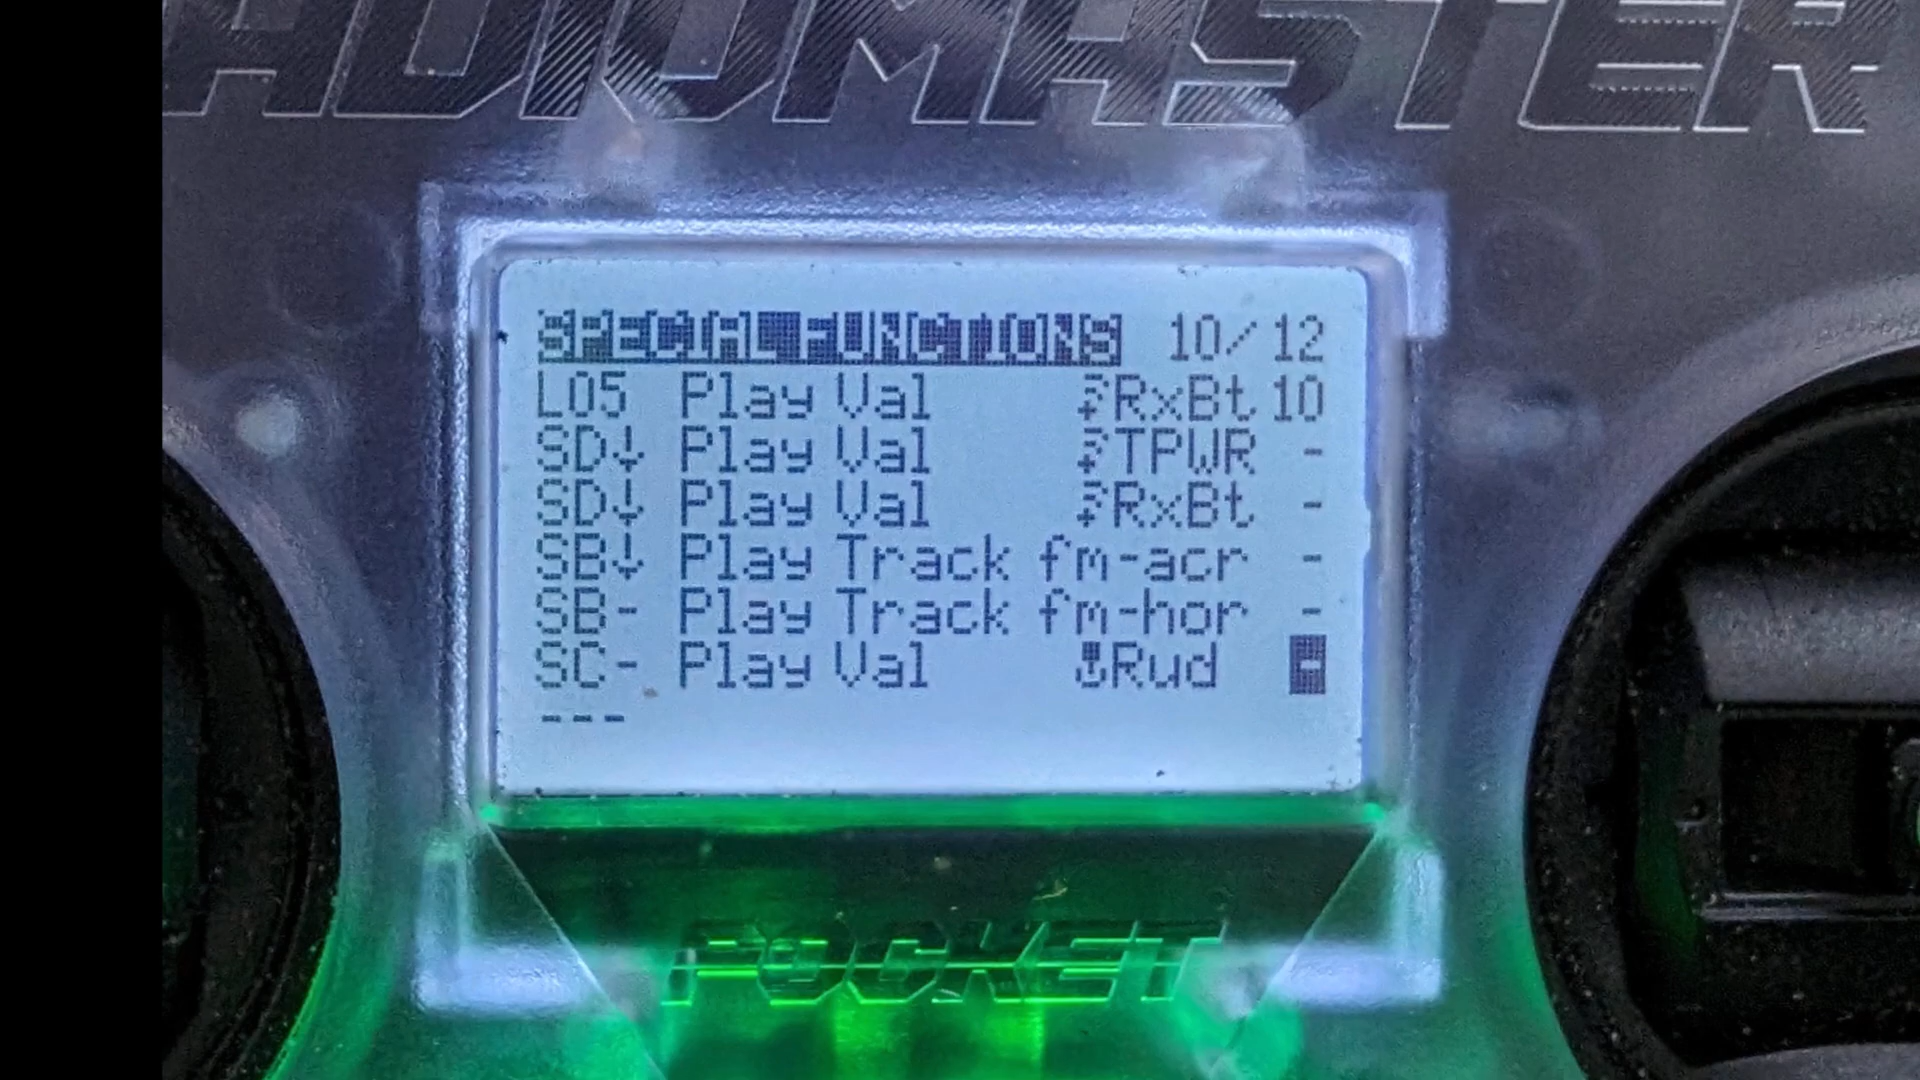 ADIOMASTER
SPECIAL FUNCTIONS 10/12
L05 Play Val RxBt 10
SD↓ Play Val TPWR -
SD↓ Play Val RxBt -
SB↓ Play Track fm-acr -
SB- Play Track fm-hor -
SC- Play Val Rud -
---
POCKET